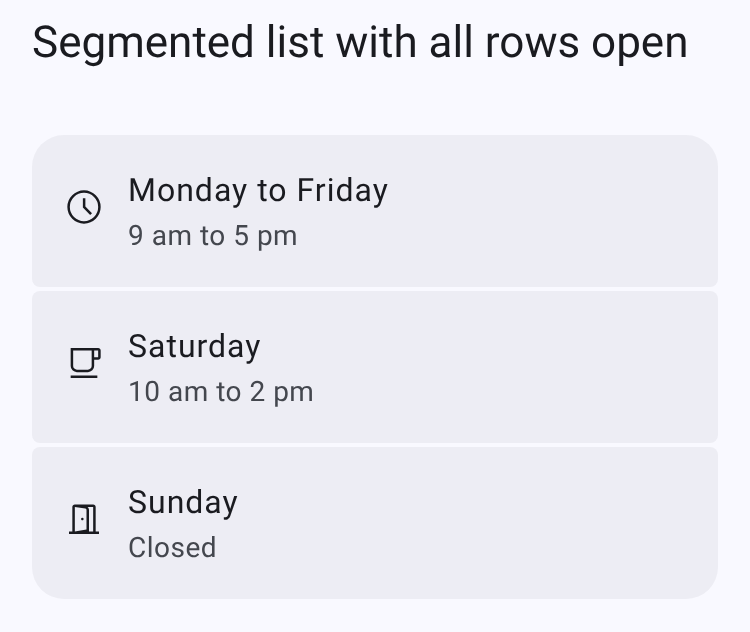 Segmented list with all rows open
Monday to Friday
9 am to 5 pm
Saturday
10 am to 2 pm
Sunday
Closed